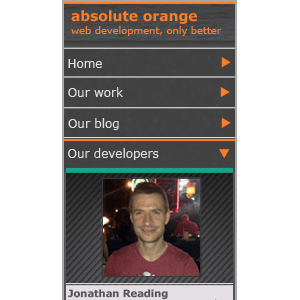 absolute orange
web development, only better
Home
Our work
Our blog
Our developers
Jonathan Reading